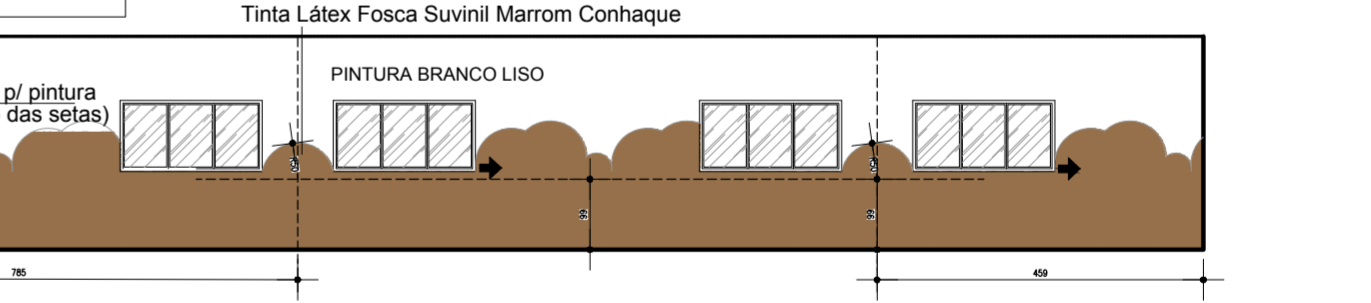 Tinta Látex Fosca Suvinil Marrom Conhaque
PINTURA BRANCO LISO
p/ pintura
das setas)
99
99
785
459